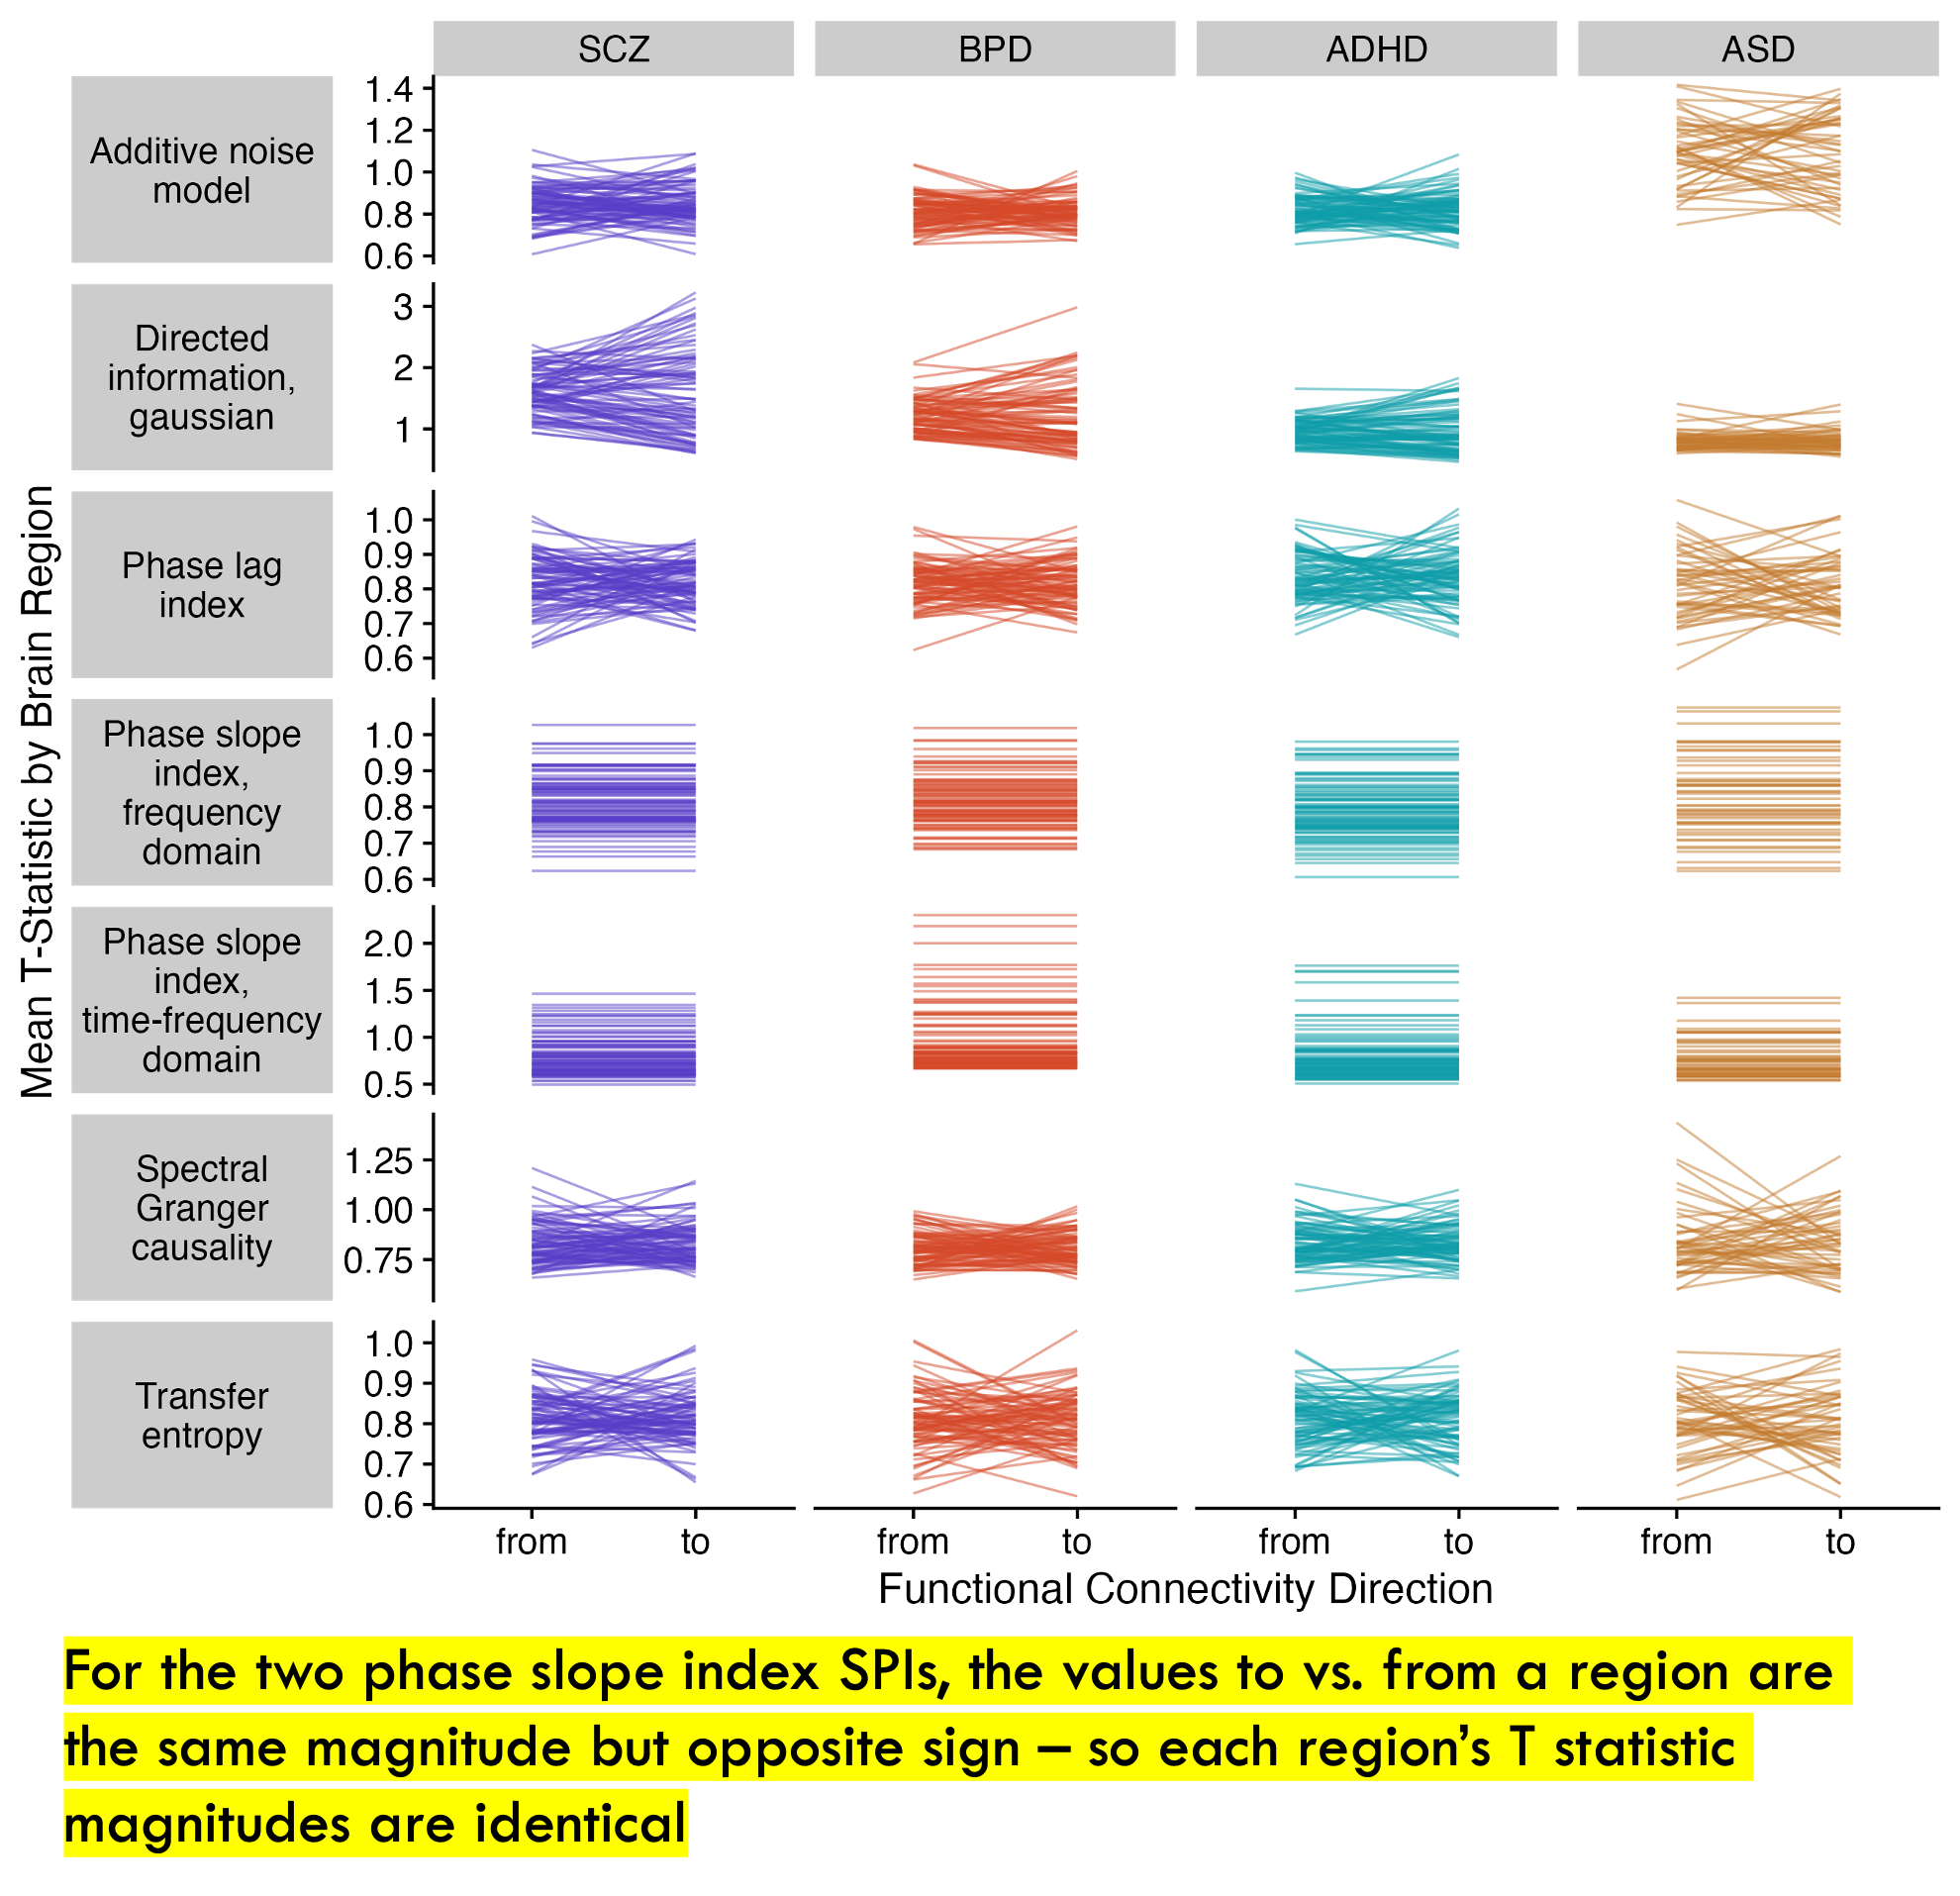 SCZ
BPD
ADHD
ASD
Mean T-Statistic by Brain Region
Additive noise
model
1.4
1.2
1.0
0.8
0.6
Directed
information,
gaussian
3
2
1
Phase lag
index
1.0
0.9
0.8
0.7
0.6
Phase slope
index,
frequency
domain
1.0
0.9
0.8
0.7
0.6
Phase slope
index,
time-frequency
domain
2.0
1.5
1.0
0.5
Spectral
Granger
causality
1.25
1.00
0.75
Transfer
entropy
1.0
0.9
0.8
0.7
0.6
from
to
from
to
from
to
from
to
Functional Connectivity Direction
For the two phase slope index SPIs, the values to vs. from a region are
the same magnitude but opposite sign – so each region’s T statistic
magnitudes are identical